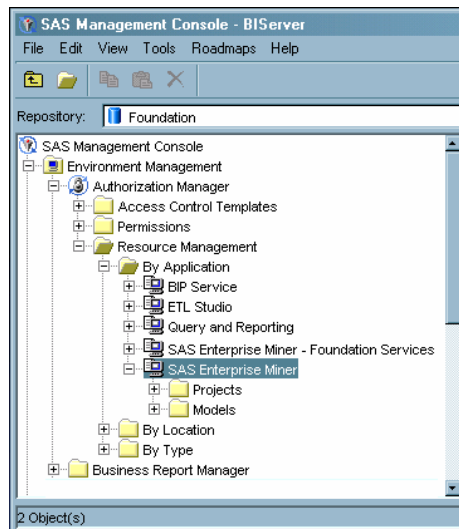 SAS Management Console - BIServer
File Edit View Tools Roadmaps Help
Repository: Foundation
SAS Management Console
Environment Management
Authorization Manager
Access Control Templates
Permissions
Resource Management
By Application
BIP Service
ETL Studio
Query and Reporting
SAS Enterprise Miner - Foundation Services
SAS Enterprise Miner
Projects
Models
By Location
By Type
Business Report Manager
2 Object(s)